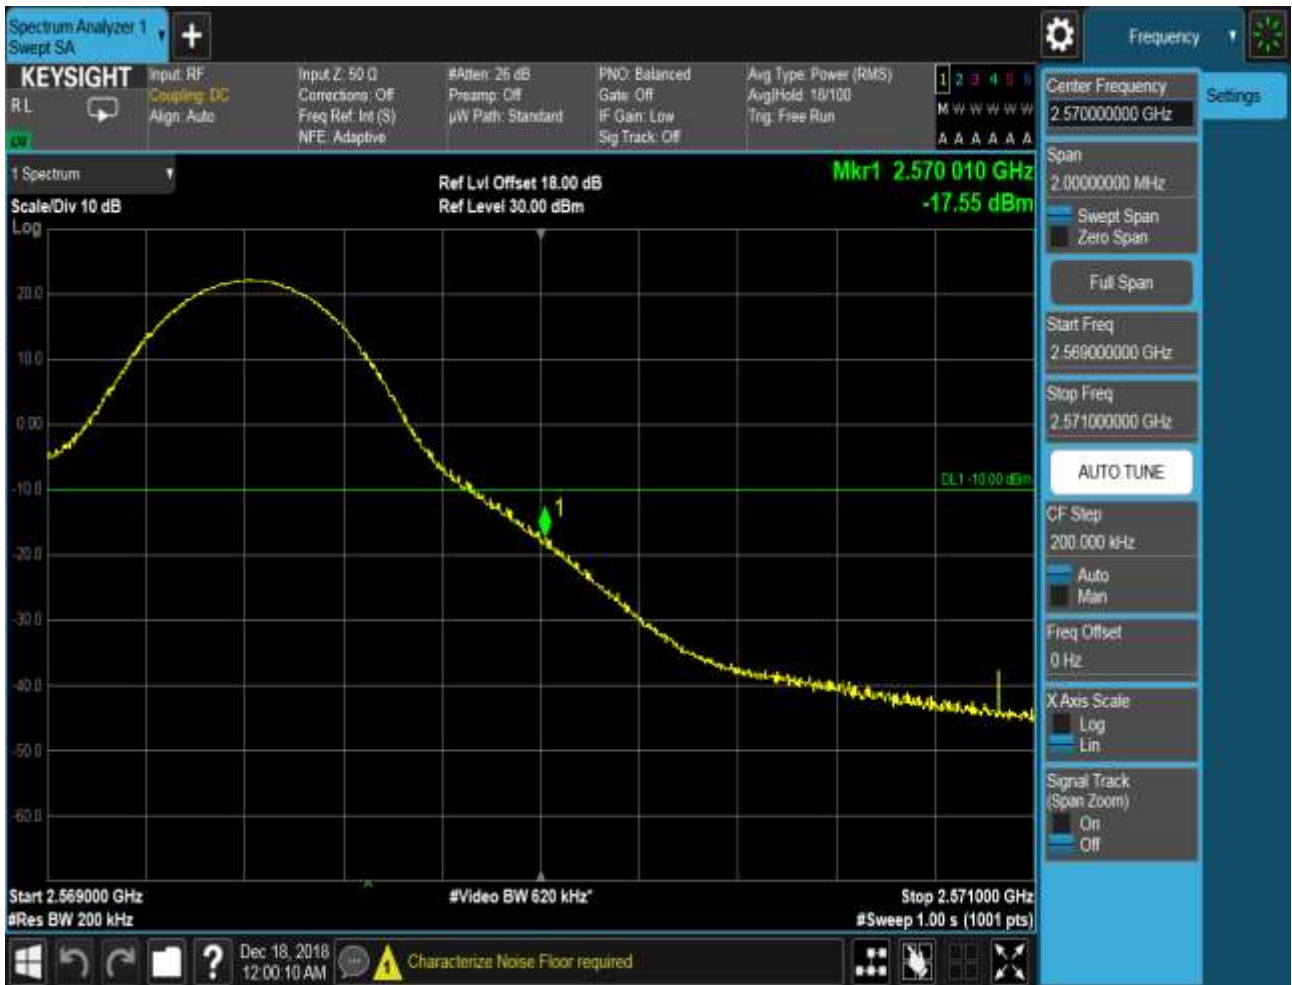 Spectrum Analyzer 1
Swept SA
+
Frequency
KEYSIGHT
Input: RF
Input Z: 50 Ω
#Atten: 26 dB
PNO: Balanced
Avg Type: Power (RMS)
1 2 3 4 5 6
R L
Coupling: DC
Corrections: Off
Preamp: Off
Gate: Off
Avg|Hold: 18/100
Align: Auto
Freq Ref: Int (S)
µW Path: Standard
IF Gain: Low
Trig: Free Run
M W W W W W
NFE: Adaptive
Sig Track: Off
A A A A A A
1 Spectrum
Ref Lvl Offset 18.00 dB
Mkr1 2.570 010 GHz
Scale/Div 10 dB
Ref Level 30.00 dBm
-17.55 dBm
Log
20.0
10.0
0.00
-10.0
DL1 -10.00 dBm
1
-20.0
-30.0
-40.0
-50.0
-60.0
Start 2.569000 GHz
#Video BW 620 kHz*
Stop 2.571000 GHz
#Res BW 200 kHz
#Sweep 1.00 s (1001 pts)
Center Frequency
2.570000000 GHz
Settings
Span
2.00000000 MHz
Swept Span
Zero Span
Full Span
Start Freq
2.569000000 GHz
Stop Freq
2.571000000 GHz
AUTO TUNE
CF Step
200.000 kHz
Auto
Man
Freq Offset
0 Hz
X Axis Scale
Log
Lin
Signal Track
(Span Zoom)
On
Off
?
Dec 18, 2018
12:00:10 AM
1
Characterize Noise Floor required